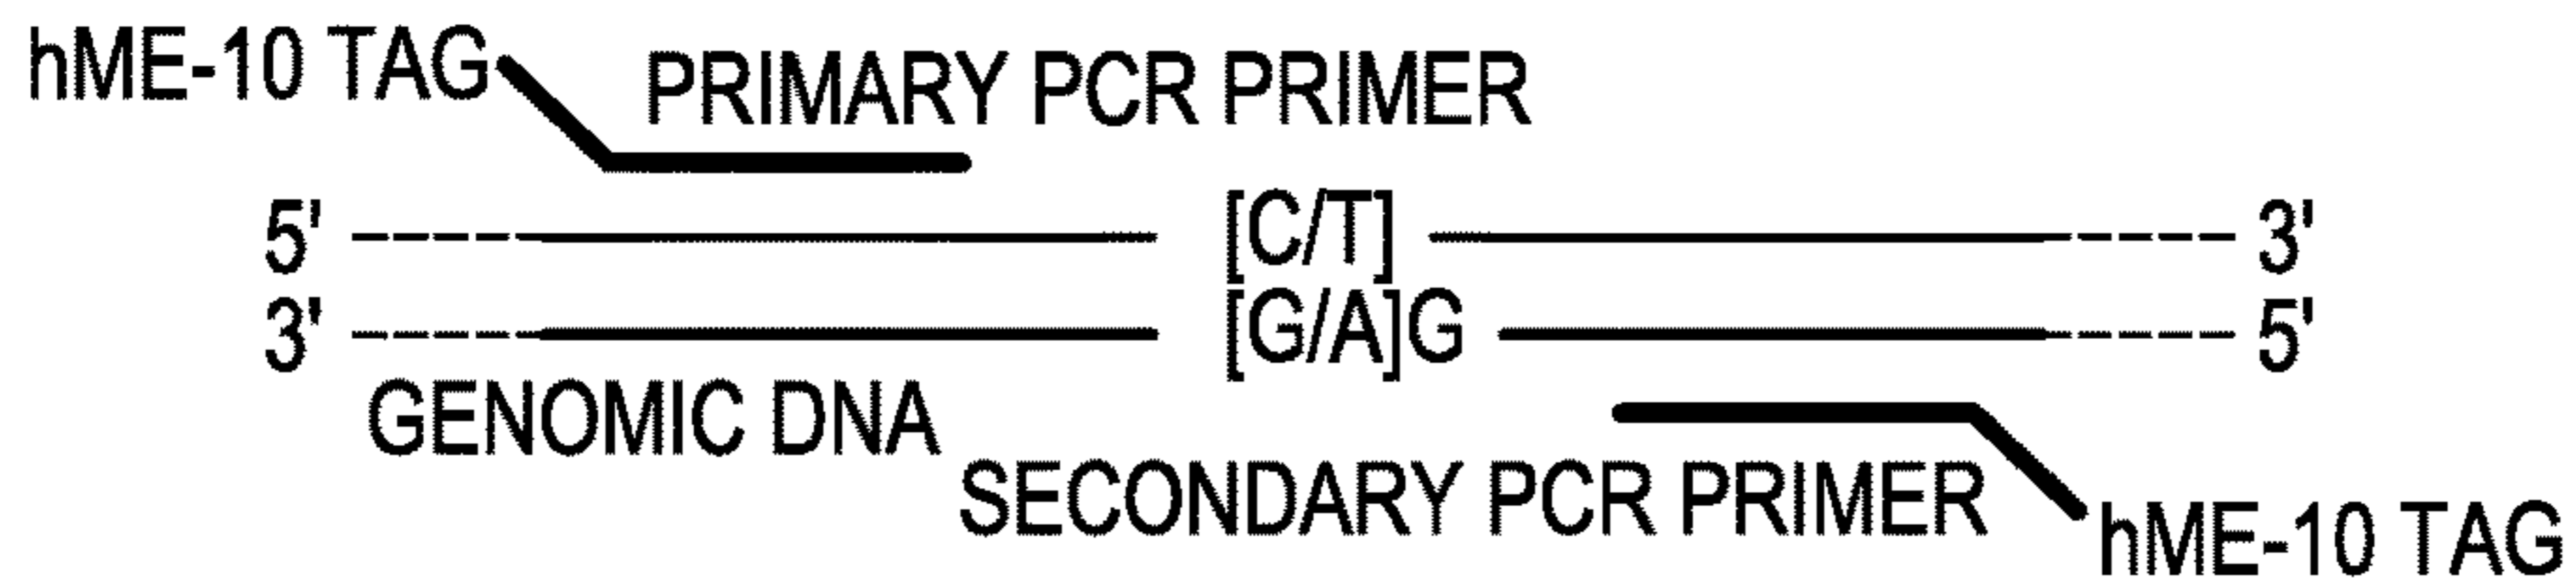 hME-10 TAG
PRIMARY PCR PRIMER
5' [C/T] 3'
3' [G/A]G 5'
GENOMIC DNA
SECONDARY PCR PRIMER
hME-10 TAG